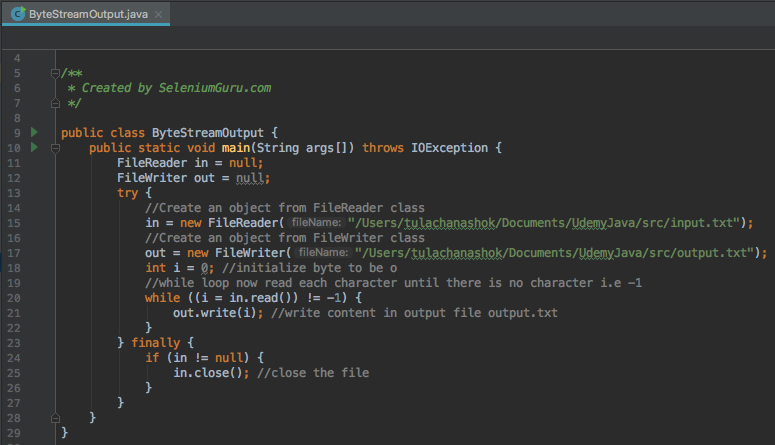 ByteStreamOutput.java
4
5 /**
6 * Created by SeleniumGuru.com
7 */
8
9 public class ByteStreamOutput {
10 public static void main(String args[]) throws IOException {
11 FileReader in = null;
12 FileWriter out = null;
13 try {
14 //Create an object from FileReader class
15 in = new FileReader( fileName: "/Users/tulachanashok/Documents/UdemyJava/src/input.txt");
16 //Create an object from FileWriter class
17 out = new FileWriter( fileName: "/Users/tulachanashok/Documents/UdemyJava/src/output.txt");
18 int i = 0; //initialize byte to be o
19 //while loop now read each character until there is no character i.e -1
20 while ((i = in.read()) != -1) {
21 out.write(i); //write content in output file output.txt
22 }
23 } finally {
24 if (in != null) {
25 in.close(); //close the file
26 }
27 }
28 }
29 }